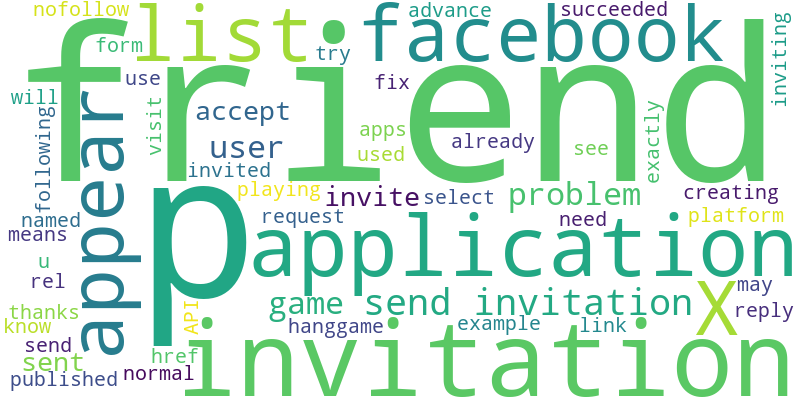 nofollow
list
facebook
advance
succeeded
form
try
inviting
friend
use
fix
will
accept
visit
apps
already
exactly
appear
following
user
used
see
invited
playing
invite
select
problem
creating
named
p
request
need
platform
means
application
u
rel
game
send invitation
X
may
thanks
API
reply
know
hanggame
example
link
send
invitation
sent
href
published
normal